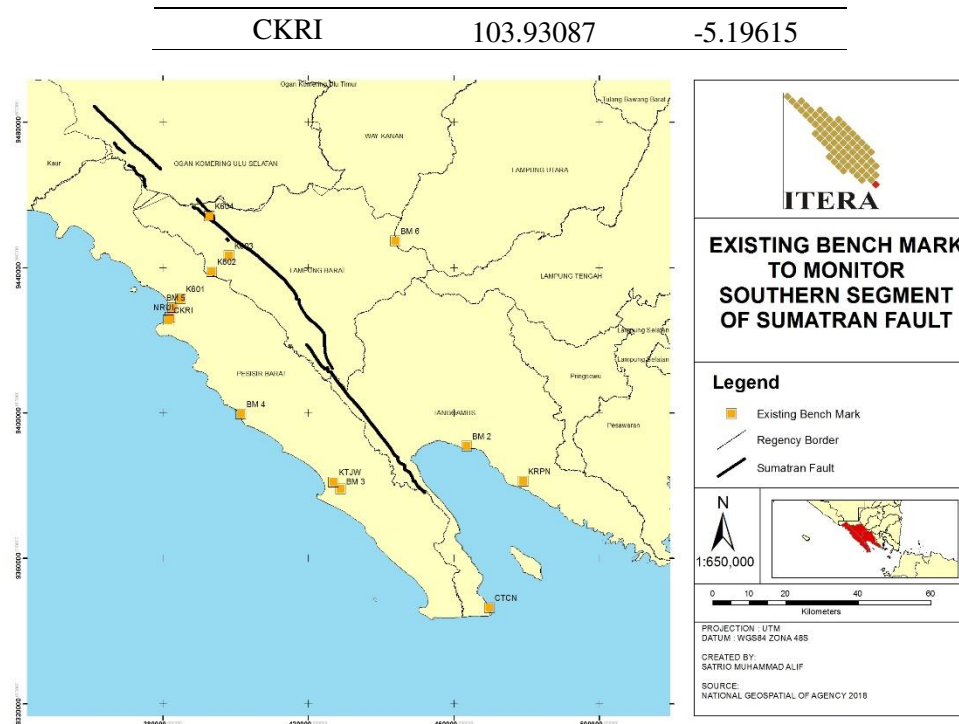 CKRI 103.93087 -5.19615
Ogan Komering Ulu Timur
Tulang Bawang Barat
WAY KANAN
Kaur
OGAN KOMERING ULU SELATAN
LAMPUNG UTARA
K604
BM 6
K603
K602
LAMPUNG BARAT
LAMPUNG TENGAH
K601
BM 5
CKRI
Lampung Selatan
Lampung Selatan
PESISIR BARAT
Pringsewu
BM 4
TANGGAMUS
Pesawaran
BM 2
KTJW
BM 3
KRPN
CTCN
ITERA
EXISTING BENCH MARK
TO MONITOR
SOUTHERN SEGMENT
OF SUMATRAN FAULT
Legend
Existing Bench Mark
Regency Border
Sumatran Fault
N
1:650,000
0 10 20 40 60
Kilometers
PROJECTION : UTM
DATUM : WGS84 ZONA 48S
CREATED BY:
SATRIO MUHAMMAD ALIF
SOURCE:
NATIONAL GEOSPATIAL OF AGENCY 2018